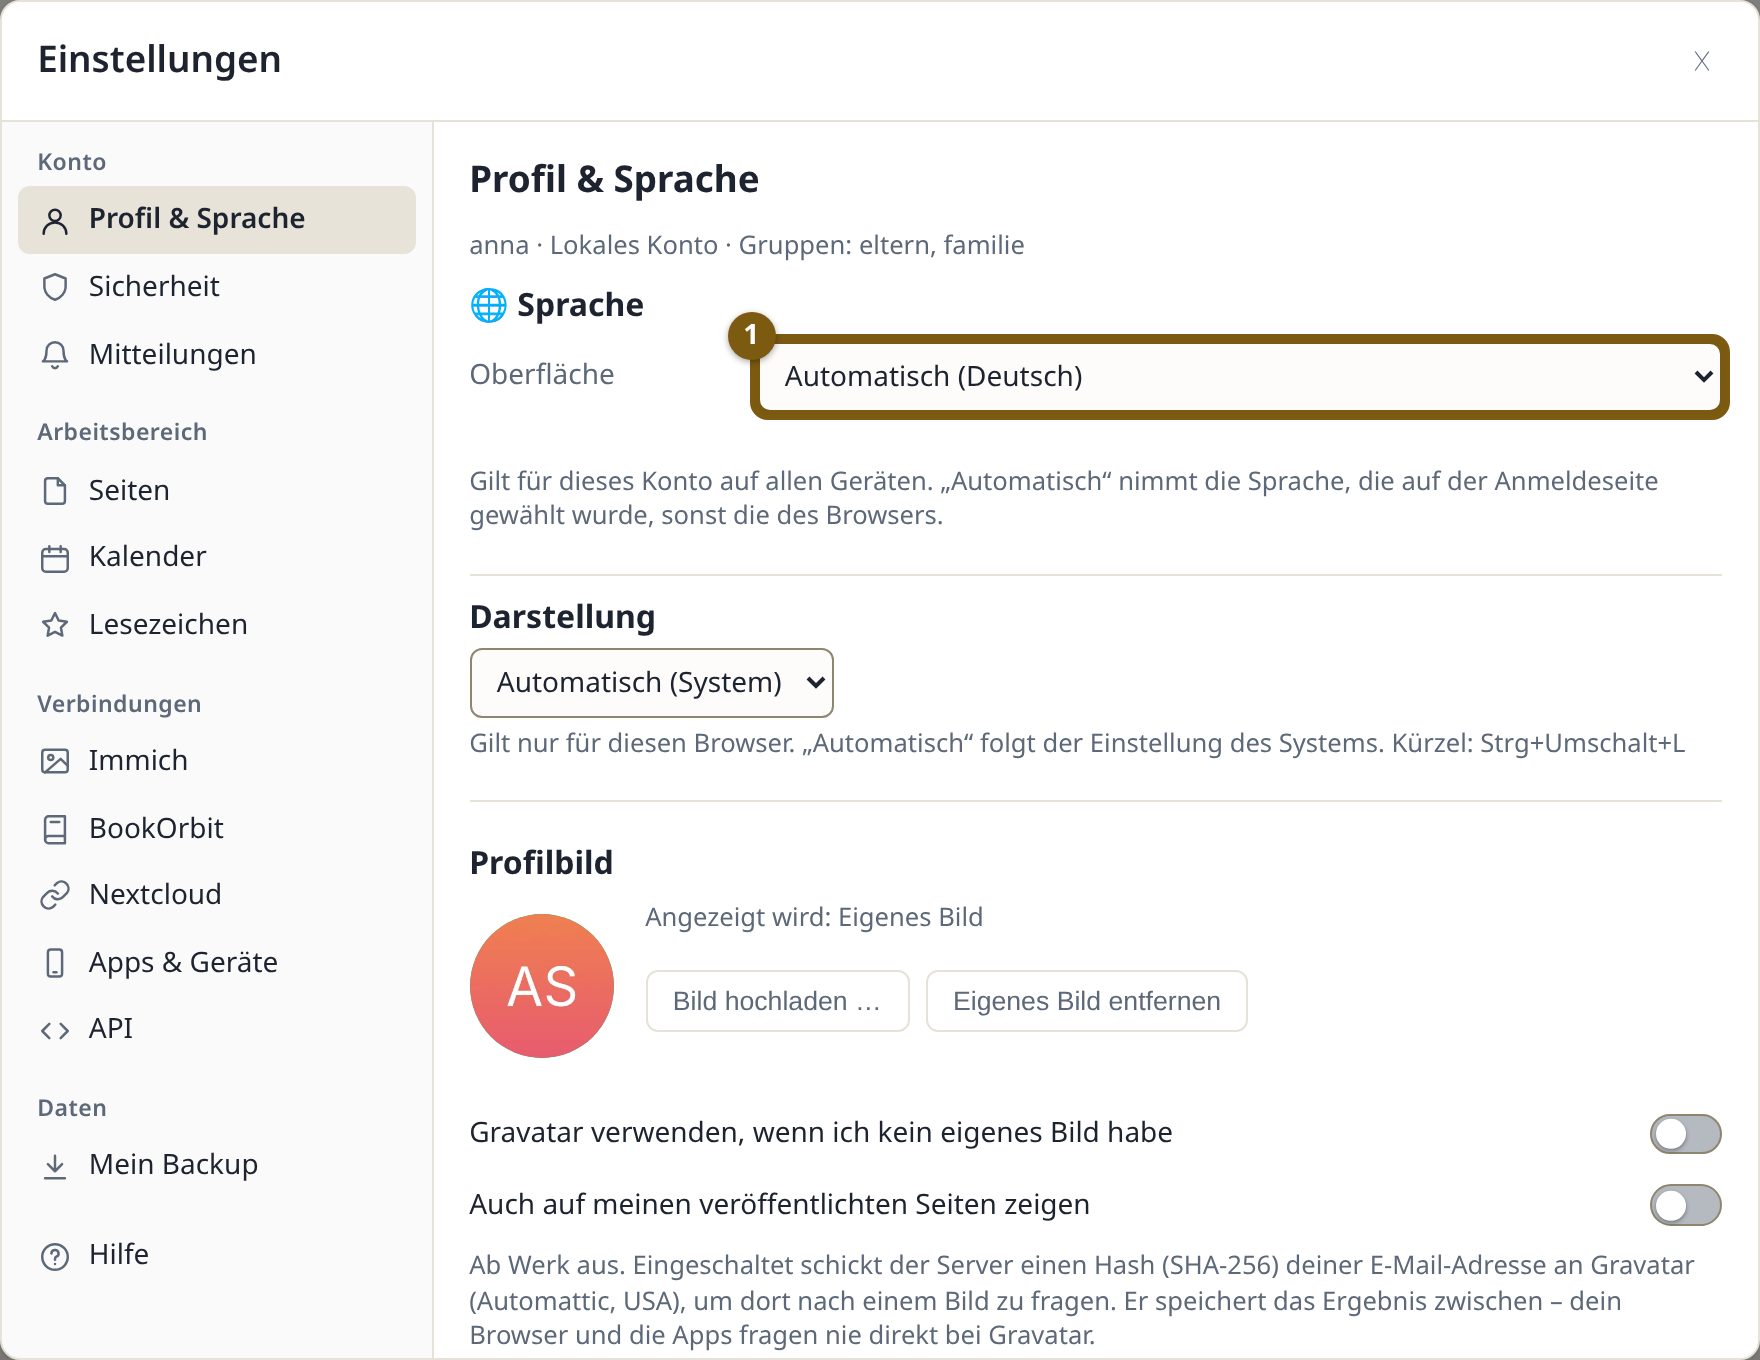 Einstellungen
X
Konto
Profil & Sprache
Sicherheit
Mitteilungen
Arbeitsbereich
Seiten
Kalender
Lesezeichen
Verbindungen
Immich
BookOrbit
Nextcloud
Apps & Geräte
API
Daten
Mein Backup
Hilfe
Profil & Sprache
anna · Lokales Konto · Gruppen: eltern, familie
🌐 Sprache
1
Oberfläche
Automatisch (Deutsch)
Gilt für dieses Konto auf allen Geräten. „Automatisch“ nimmt die Sprache, die auf der Anmeldeseite
gewählt wurde, sonst die des Browsers.
Darstellung
Automatisch (System)
Gilt nur für diesen Browser. „Automatisch“ folgt der Einstellung des Systems. Kürzel: Strg+Umschalt+L
Profilbild
AS
Angezeigt wird: Eigenes Bild
Bild hochladen …
Eigenes Bild entfernen
Gravatar verwenden, wenn ich kein eigenes Bild habe
Auch auf meinen veröffentlichten Seiten zeigen
Ab Werk aus. Eingeschaltet schickt der Server einen Hash (SHA-256) deiner E-Mail-Adresse an Gravatar
(Automattic, USA), um dort nach einem Bild zu fragen. Er speichert das Ergebnis zwischen – dein
Browser und die Apps fragen nie direkt bei Gravatar.